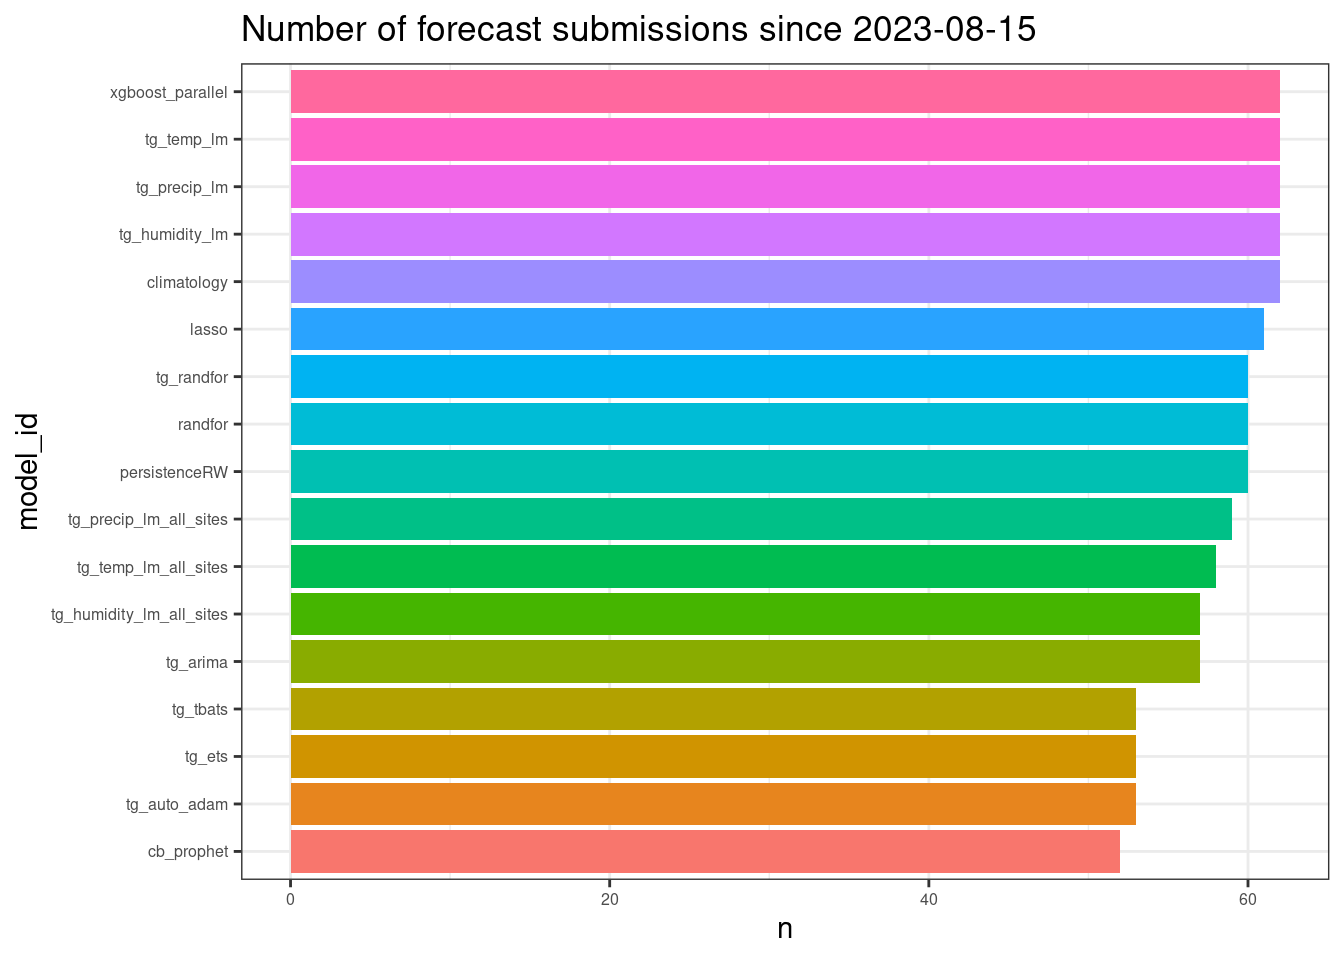 Number of forecast submissions since 2023-08-15
model_id
xgboost_parallel
tg_temp_lm
tg_precip_lm
tg_humidity_lm
climatology
lasso
tg_randfor
randfor
persistenceRW
tg_precip_lm_all_sites
tg_temp_lm_all_sites
tg_humidity_lm_all_sites
tg_arima
tg_tbats
tg_ets
tg_auto_adam
cb_prophet
0 20 40 60
n